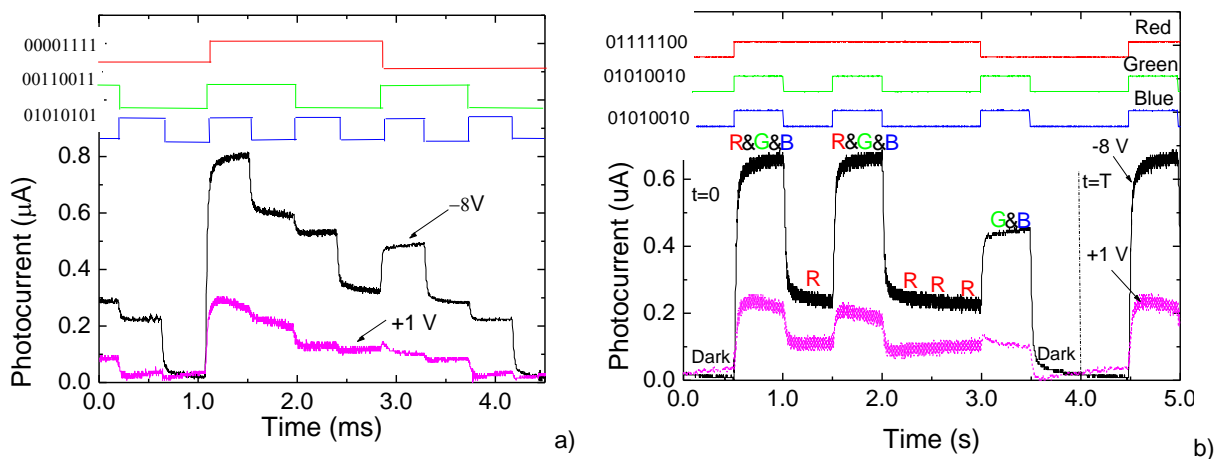 00001111
00110011
01010101
0.8
0.6
0.4
0.2
0.0
Photocurrent (μA)
−8V
+1 V
0.0 1.0 2.0 3.0 4.0
Time (ms)
a)
01111100
01010010
01010010
Red
Green
Blue
R&G&B R&G&B
G&B
R R R R
-8 V
t=0
t=T
+1 V
Dark
Dark
0.6
0.4
0.2
0.0
Photocurrent (uA)
0.0 1.0 2.0 3.0 4.0 5.0
Time (s)
b)